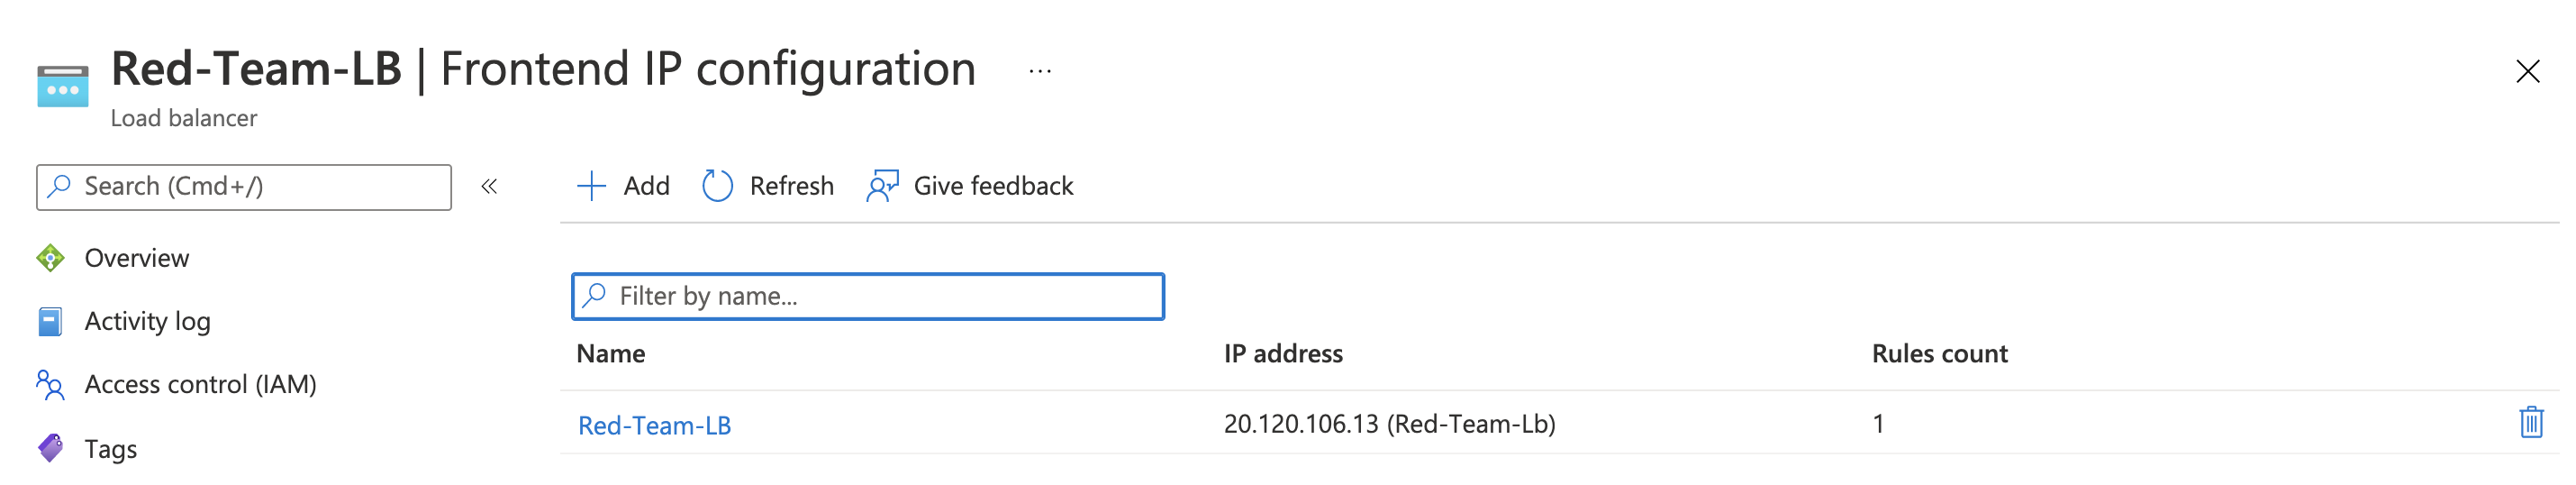 Red-Team-LB | Frontend IP configuration ...
Load balancer
Search (Cmd+/)
«
Add
Refresh
Give feedback
Overview
Activity log
Access control (IAM)
Tags
Filter by name...
Name IP address Rules count
Red-Team-LB 20.120.106.13 (Red-Team-Lb) 1